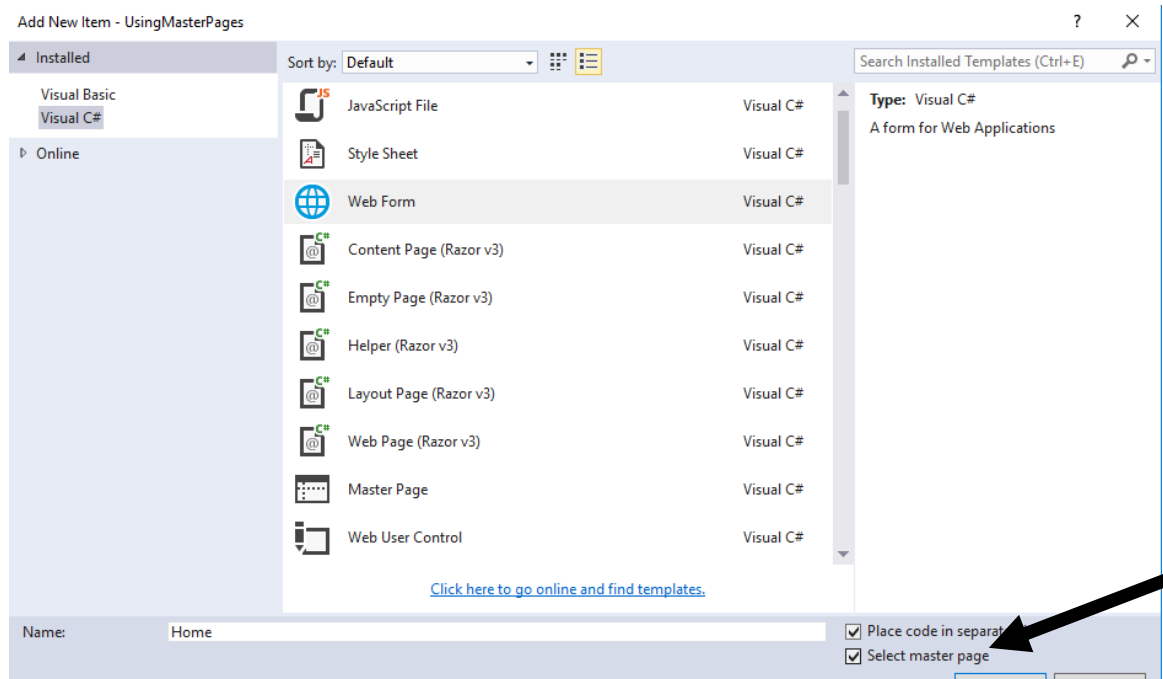 Add New Item - UsingMasterPages
?
Installed
Visual Basic
Visual C#
Online
Sort by: Default
JavaScript File Visual C#
Style Sheet Visual C#
Web Form Visual C#
Content Page (Razor v3) Visual C#
Empty Page (Razor v3) Visual C#
Helper (Razor v3) Visual C#
Layout Page (Razor v3) Visual C#
Web Page (Razor v3) Visual C#
Master Page Visual C#
Web User Control Visual C#
Click here to go online and find templates.
Search Installed Templates (Ctrl+E)
Type: Visual C#
A form for Web Applications
Name: Home
Place code in
Select master page